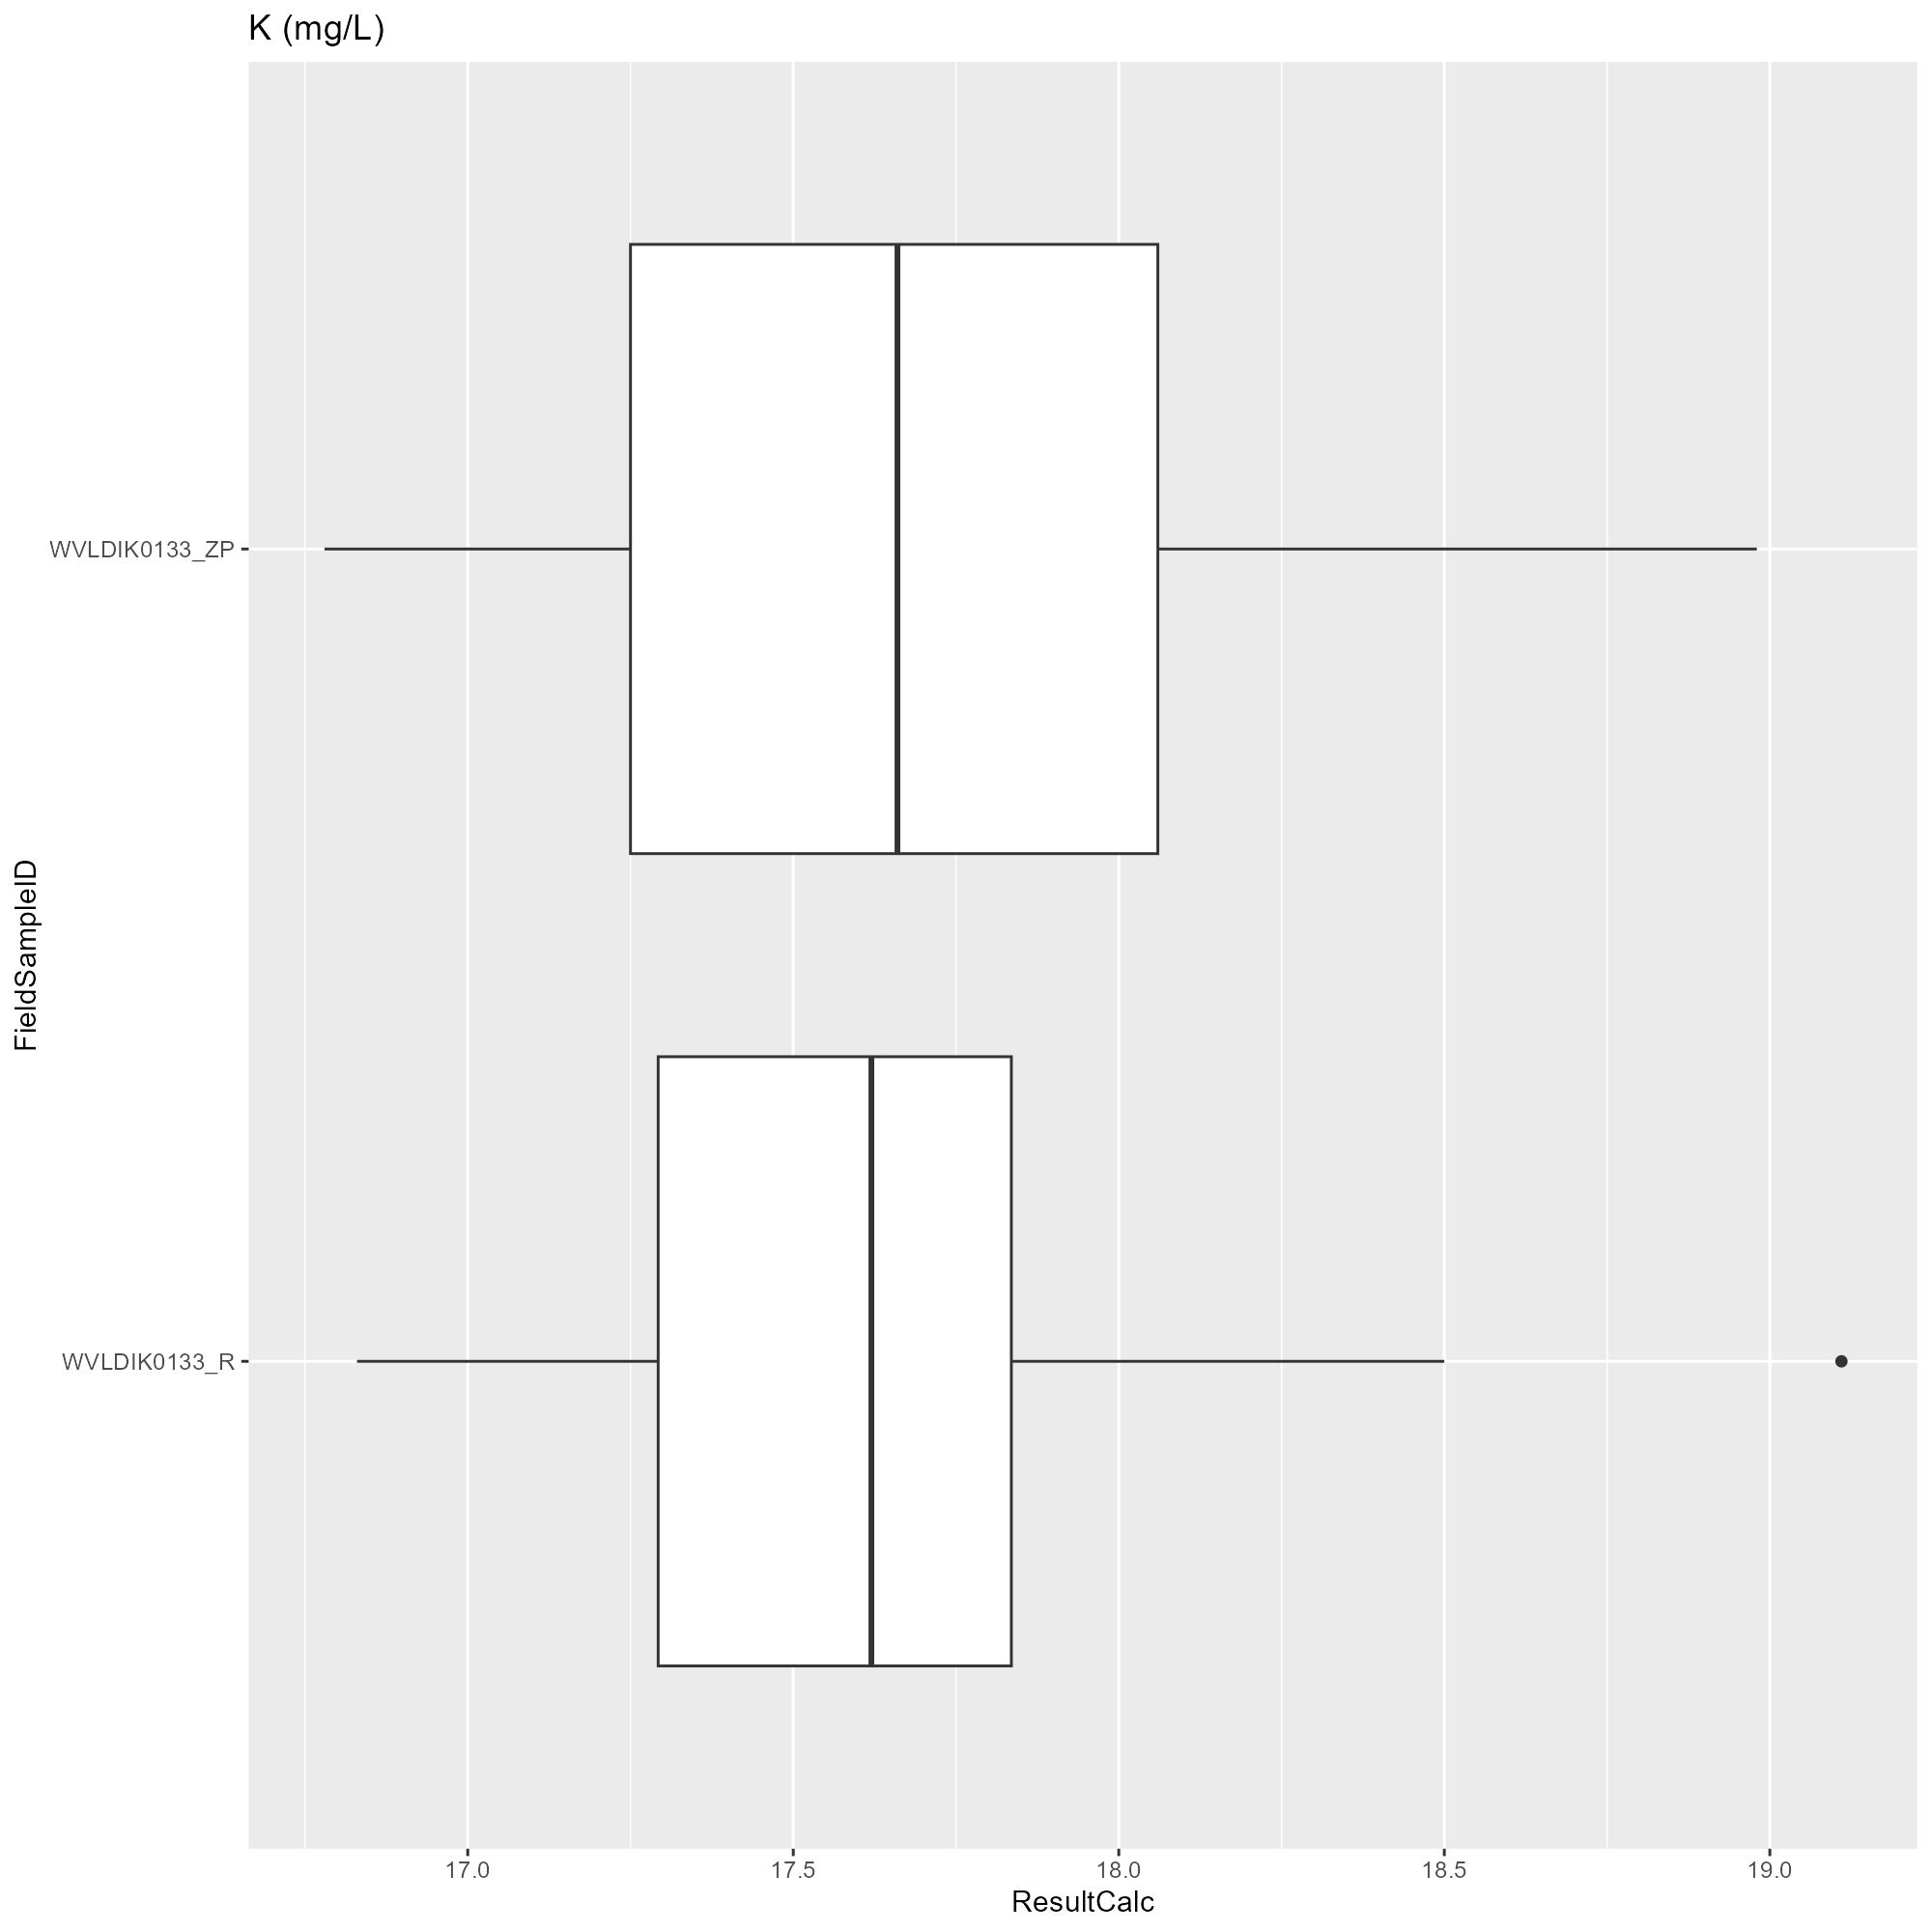 K (mg/L)
FieldSampleID
WVLDIK0133_ZP
WVLDIK0133_R
17.0 17.5 18.0 18.5 19.0
ResultCalc